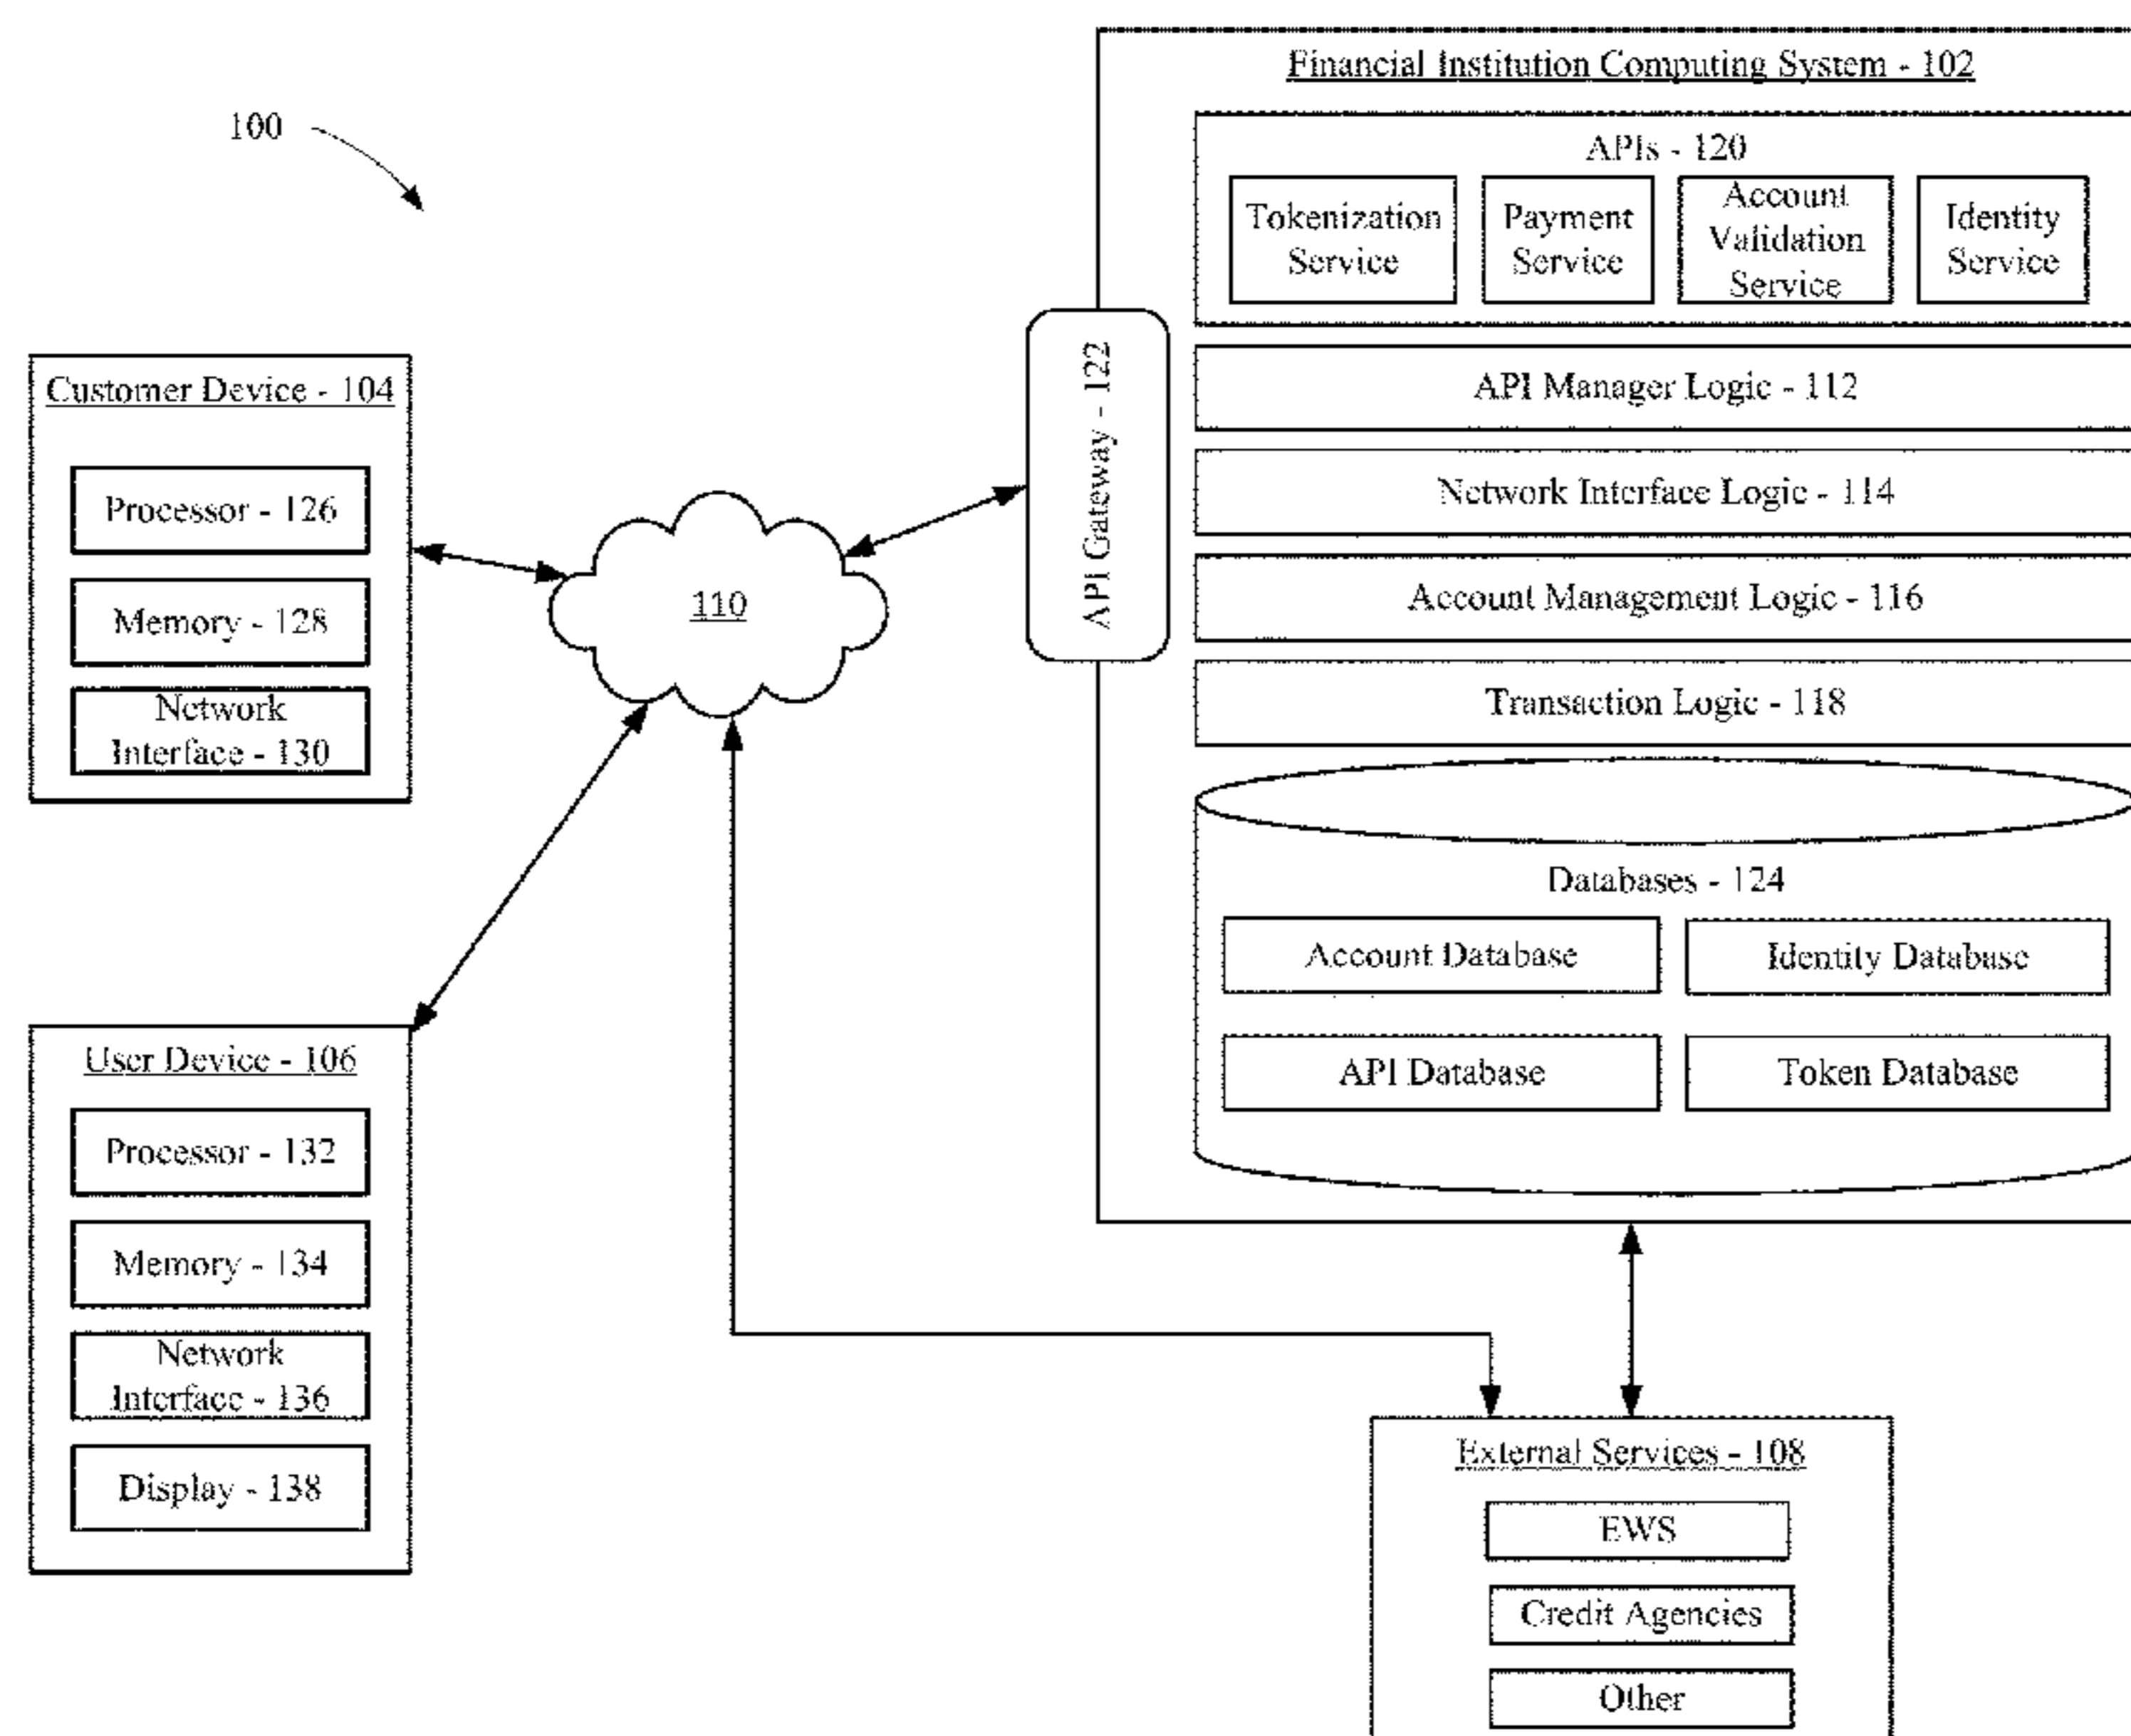 100
Financial Institution Computing System - 102
APIs - 120
Tokenization
Service
Payment
Service
Account
Validation
Service
Identity
Service
API Gateway - 122
API Manager Logic - 112
Network Interface Logic - 114
Account Management Logic - 116
Transaction Logic - 118
Databases - 124
Account Database
Identity Database
API Database
Token Database
Customer Device - 104
Processor - 126
Memory - 128
Network
Interface - 130
110
User Device - 106
Processor - 132
Memory - 134
Network
Interface - 136
Display - 138
External Services - 108
EWS
Credit Agencies
Other